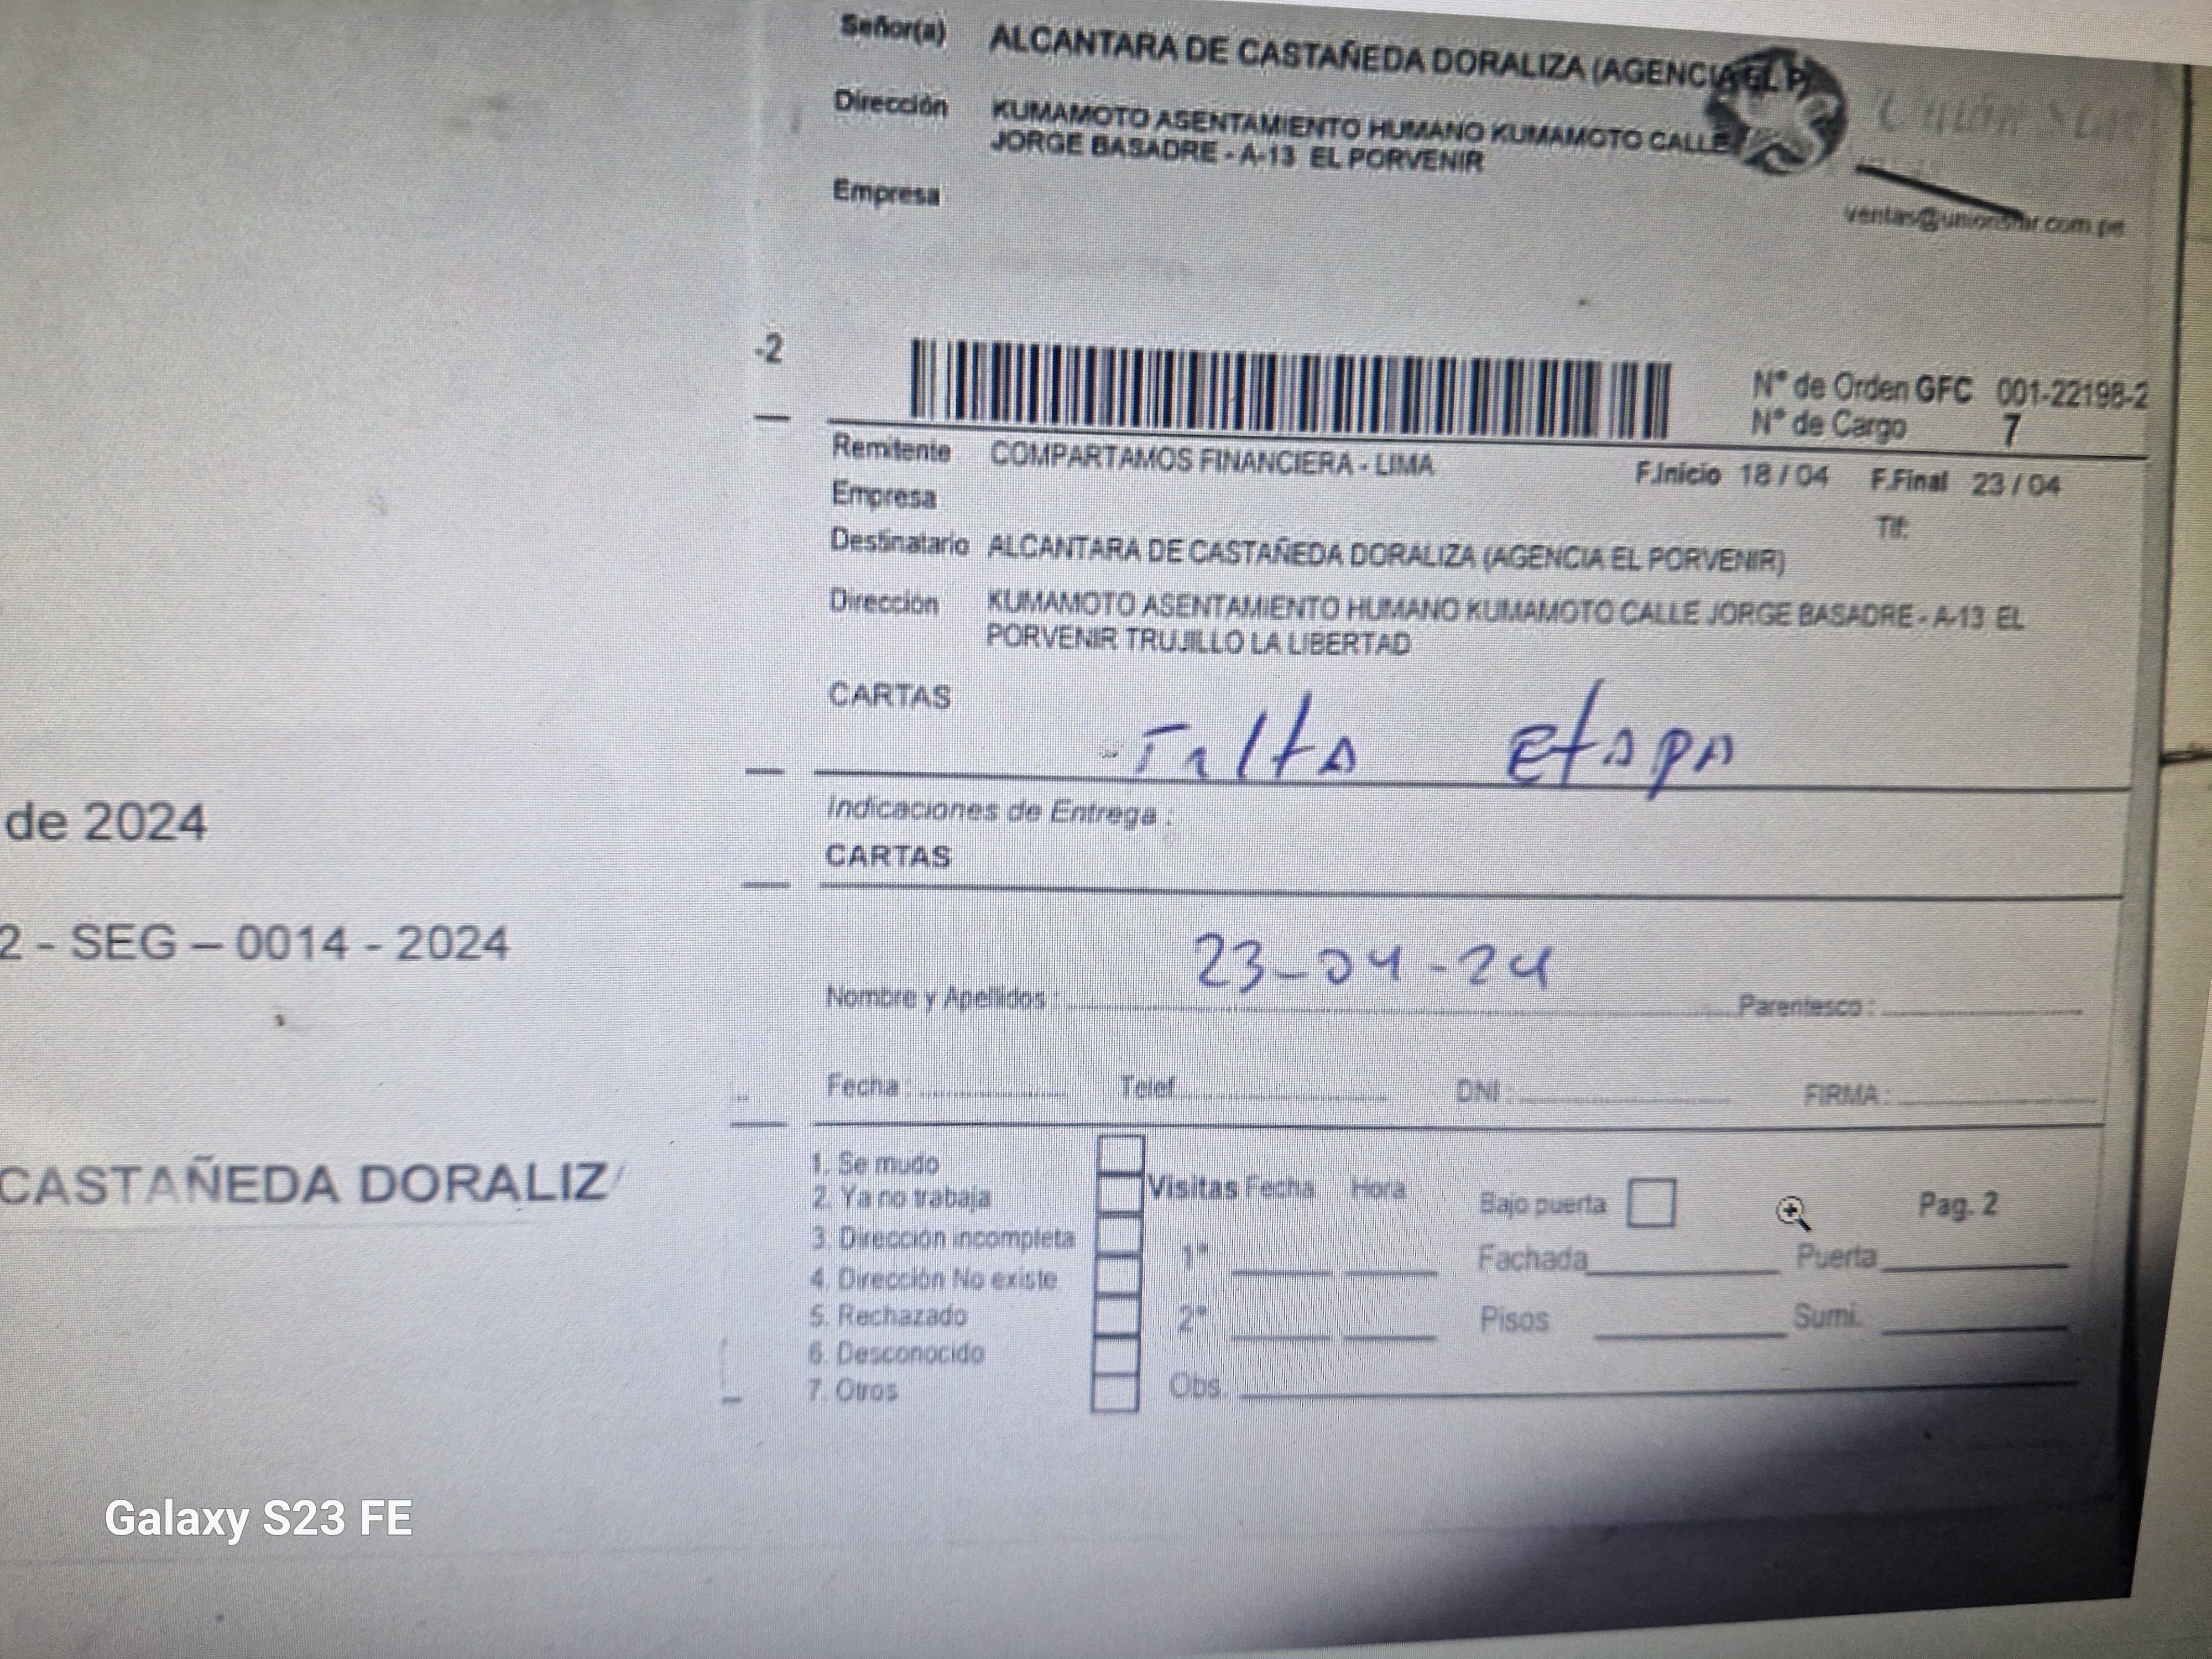 Señor(a) ALCANTARA DE CASTAÑEDA DORALIZA (AGENCIA EL P)
Dirección KUMAMOTO ASENTAMIENTO HUMANO KUMAMOTO CALLE
JORGE BASADRE - A-13 EL PORVENIR
Empresa
ventas@unionstar.com.pe
-2
N° de Orden GFC 001-22198-2
N° de Cargo 7
Remitente COMPARTAMOS FINANCIERA - LIMA F.Inicio 18 / 04 F.Final 23 / 04
Empresa
Tlf:
Destinatario ALCANTARA DE CASTAÑEDA DORALIZA (AGENCIA EL PORVENIR)
Dirección KUMAMOTO ASENTAMIENTO HUMANO KUMAMOTO CALLE JORGE BASADRE - A-13 EL
PORVENIR TRUJILLO LA LIBERTAD
CARTAS
Falta etapa
Indicaciones de Entrega :
CARTAS
de 2024
2 - SEG – 0014 - 2024
23-04-24
Nombre y Apellidos : Parentesco :
Fecha : Telef. DNI : FIRMA :
CASTAÑEDA DORALIZ
1. Se mudo
2. Ya no trabaja
3. Dirección incompleta
4. Dirección No existe
5. Rechazado
6. Desconocido
7. Otros
Visitas Fecha Hora
1°
2°
Obs.
Bajo puerta Pag. 2
Fachada Puerta
Pisos Sumi.
Galaxy S23 FE